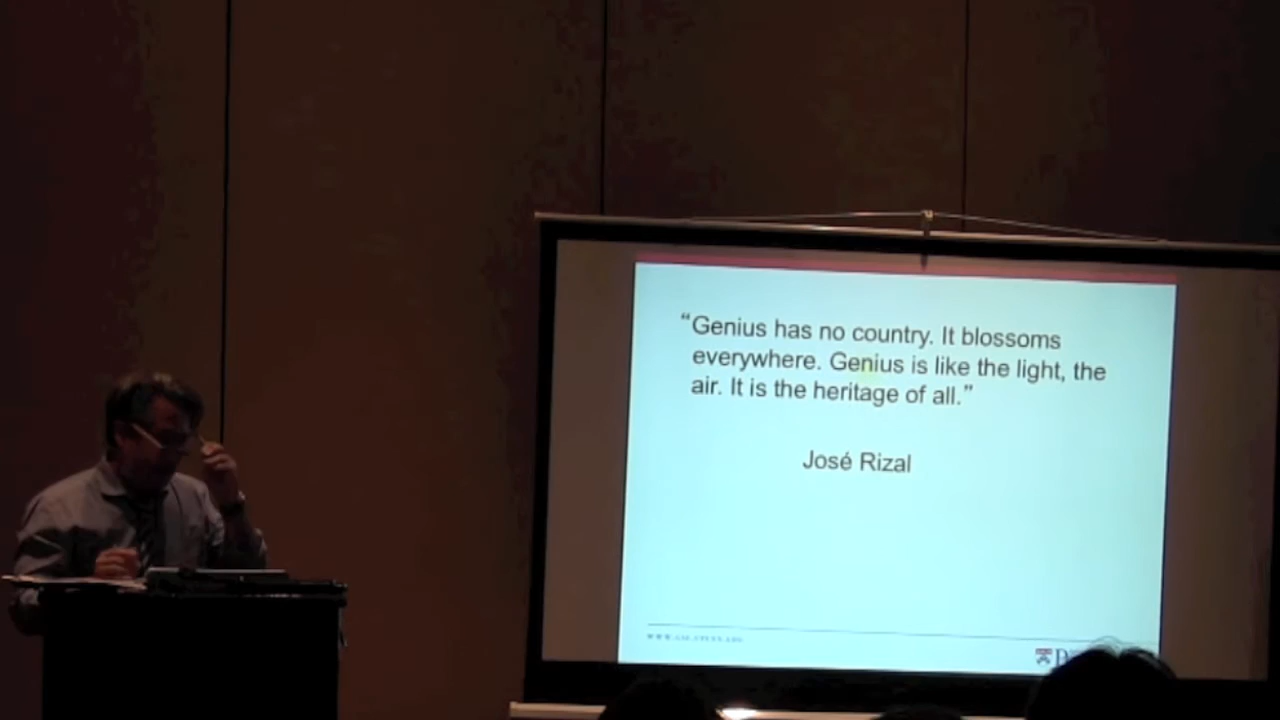 “Genius has no country. It blossoms
everywhere. Genius is like the light, the
air. It is the heritage of all.”
José Rizal